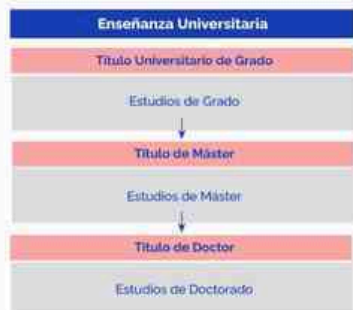 Enseñanza Universitaria
Título Universitario de Grado
Estudios de Grado
Título de Máster
Estudios de Máster
Título de Doctor
Estudios de Doctorado